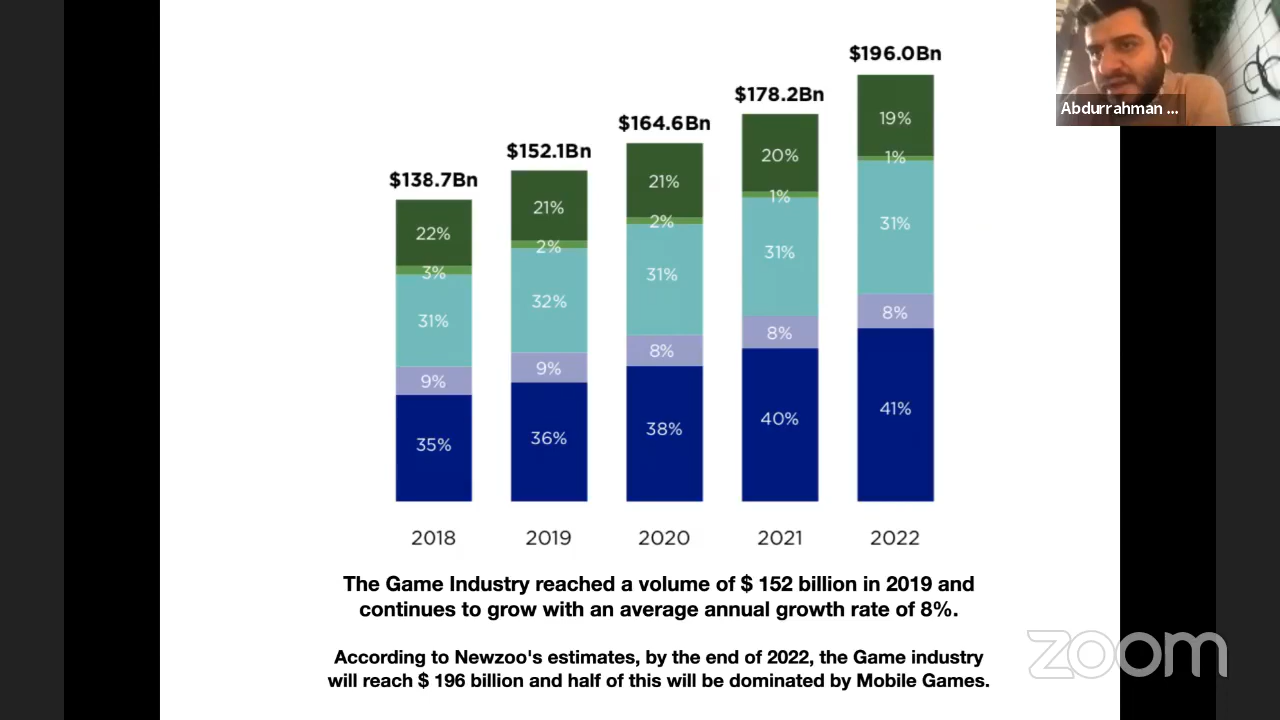 $196.0Bn
$178.2Bn
$164.6Bn
$152.1Bn
$138.7Bn
Abdurrahman ...
22%
3%
31%
9%
35%
21%
2%
32%
9%
36%
21%
2%
31%
8%
38%
20%
1%
31%
8%
40%
19%
1%
31%
8%
41%
2018 2019 2020 2021 2022
The Game Industry reached a volume of $ 152 billion in 2019 and
continues to grow with an average annual growth rate of 8%.
According to Newzoo's estimates, by the end of 2022, the Game industry
will reach $ 196 billion and half of this will be dominated by Mobile Games.
zoom